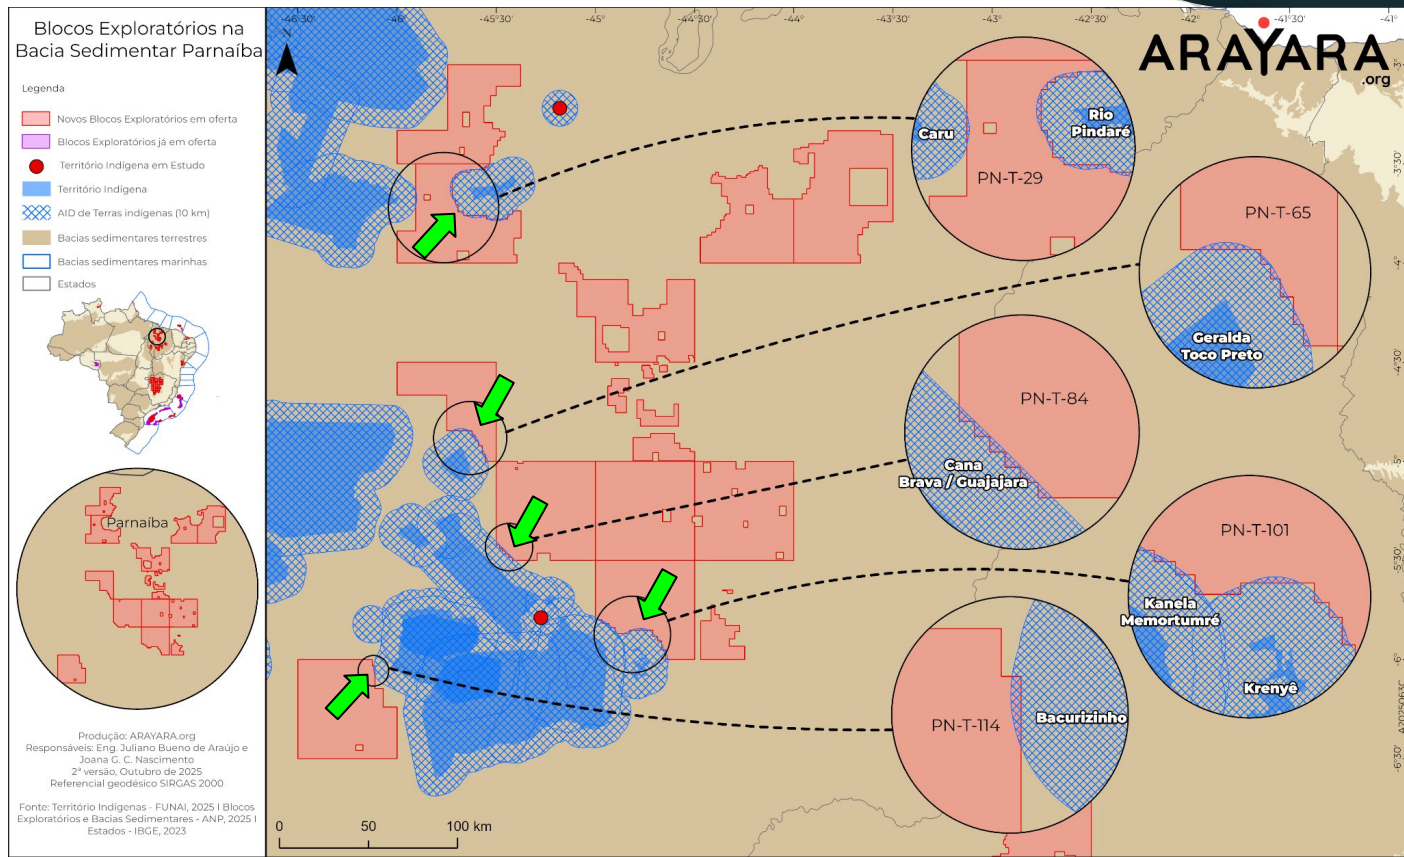 Blocos Exploratórios na
Bacia Sedimentar Parnaíba
Legenda
Novos Blocos Exploratórios em oferta
Blocos Exploratórios já em oferta
Território Indígena em Estudo
Território Indígena
AID de Terras indígenas (10 km)
Bacias sedimentares terrestres
Bacias sedimentares marinhas
Estados
Parnaíba
Produção: ARAYARA.org
Responsáveis: Eng. Juliano Bueno de Araújo e
Joana G. C. Nascimento
2ª versão, Outubro de 2025
Referencial geodésico SIRGAS 2000
Fonte: Território Indígenas - FUNAI, 2025 I Blocos
Exploratórios e Bacias Sedimentares - ANP, 2025 I
Estados - IBGE, 2023
-46°30'
-46°
-45°30'
-45°
-44°30'
-44°
-43°30'
-43°
-42°30'
-42°
-41°30'
-41°
N
ARAYARA
.org
Caru
Rio
Pindaré
PN-T-29
PN-T-65
Geralda
Toco Preto
PN-T-84
Cana
Brava / Guajajara
PN-T-101
Kanela
Memortumré
Krenyê
PN-T-114
Bacurizinho
-3°
-3°30'
-4°
-4°30'
-5°
-5°30'
-6°
-6°30'
0 50 100 km